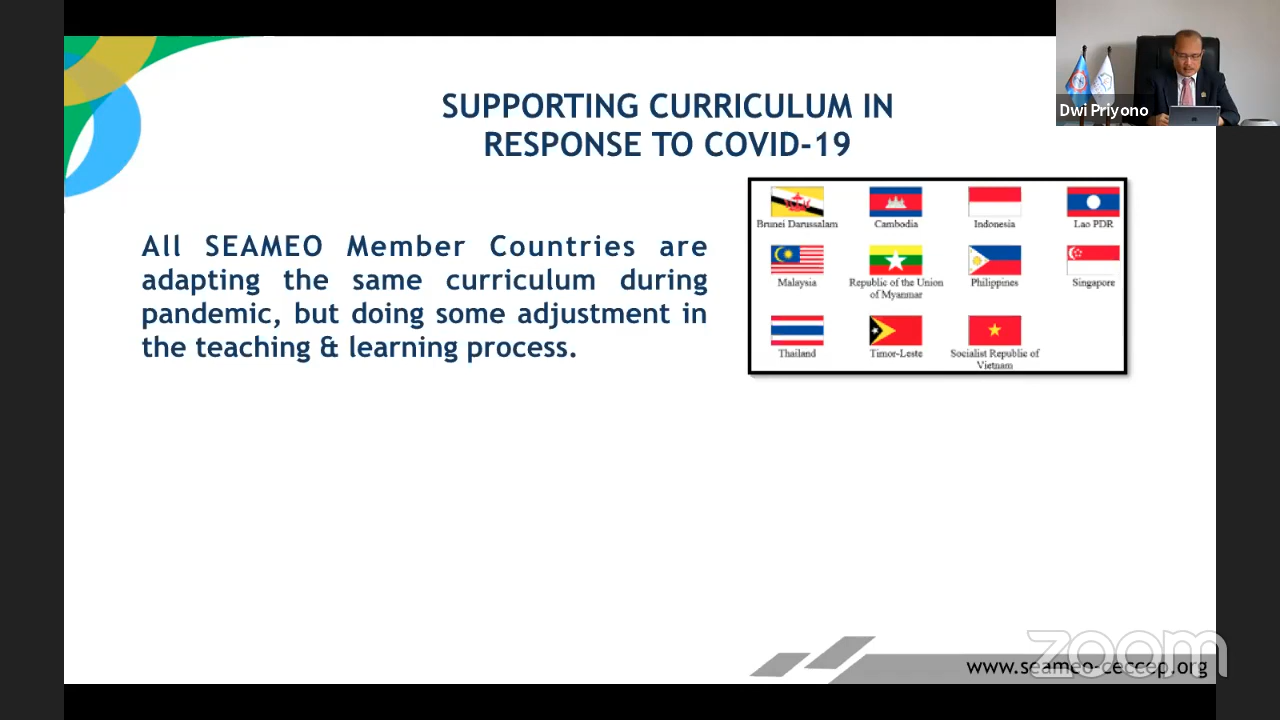 SUPPORTING CURRICULUM IN
RESPONSE TO COVID-19
Dwi Priyono
All SEAMEO Member Countries are
adapting the same curriculum during
pandemic, but doing some adjustment in
the teaching & learning process.
Brunei Darussalam
Cambodia
Indonesia
Lao PDR
Malaysia
Republic of the Union
of Myanmar
Philippines
Singapore
Thailand
Timor-Leste
Socialist Republic of
Vietnam
zoom
www.seameo-ceccep.org